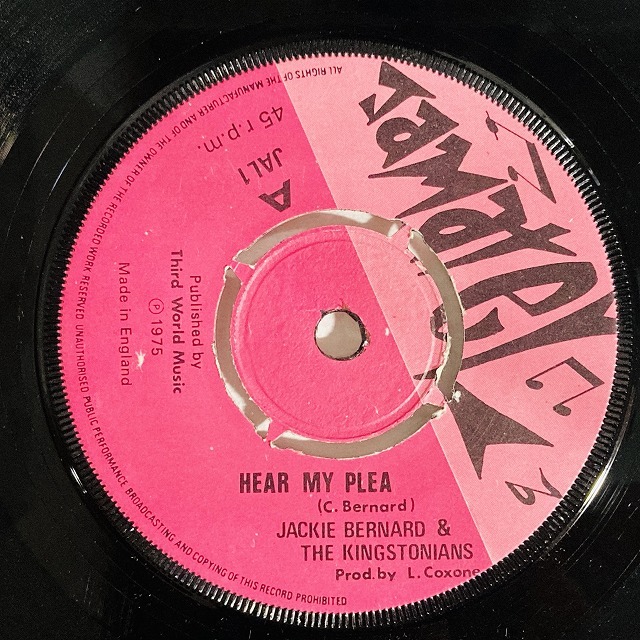 Jamatel
ALL RIGHTS OF THE MANUFACTURER AND OF THE OWNER OF THE RECORDED WORK RESERVED UNAUTHORISED PUBLIC PERFORMANCE BROADCASTING AND COPYING OF THIS RECORD PROHIBITED
45 r.p.m.
JAL 1
A
Published by
Third World Music
Ⓟ 1975
Made in England
HEAR MY PLEA
(C. Bernard)
JACKIE BERNARD &
THE KINGSTONIANS
Prod.by L. Coxone